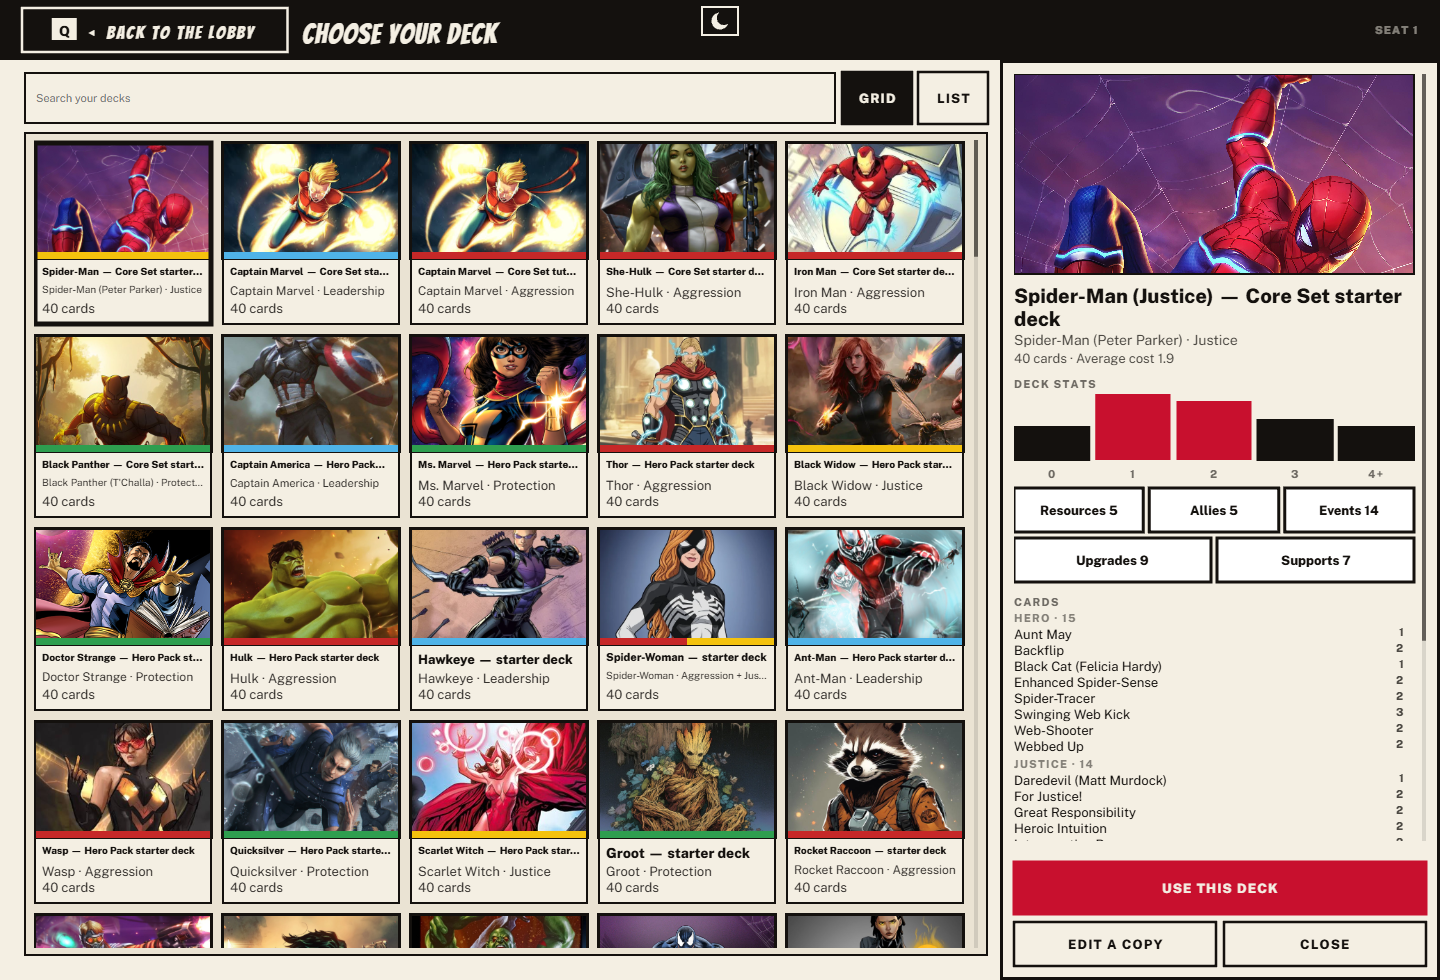 Q ◂ BACK TO THE LOBBY
CHOOSE YOUR DECK
SEAT 1
Search your decks
GRID
LIST
Spider-Man — Core Set starter...
Spider-Man (Peter Parker) · Justice
40 cards
Captain Marvel — Core Set sta...
Captain Marvel · Leadership
40 cards
Captain Marvel — Core Set tut...
Captain Marvel · Aggression
40 cards
She-Hulk — Core Set starter d...
She-Hulk · Aggression
40 cards
Iron Man — Core Set starter de...
Iron Man · Aggression
40 cards
Black Panther — Core Set start...
Black Panther (T'Challa) · Protect...
40 cards
Captain America — Hero Pack...
Captain America · Leadership
40 cards
Ms. Marvel — Hero Pack starte...
Ms. Marvel · Protection
40 cards
Thor — Hero Pack starter deck
Thor · Aggression
40 cards
Black Widow — Hero Pack star...
Black Widow · Justice
40 cards
Doctor Strange — Hero Pack st...
Doctor Strange · Protection
40 cards
Hulk — Hero Pack starter deck
Hulk · Aggression
40 cards
Hawkeye — starter deck
Hawkeye · Leadership
40 cards
Spider-Woman — starter deck
Spider-Woman · Aggression + Jus...
40 cards
Ant-Man — Hero Pack starter d...
Ant-Man · Leadership
40 cards
Wasp — Hero Pack starter deck
Wasp · Aggression
40 cards
Quicksilver — Hero Pack starte...
Quicksilver · Protection
40 cards
Scarlet Witch — Hero Pack star...
Scarlet Witch · Justice
40 cards
Groot — starter deck
Groot · Protection
40 cards
Rocket Raccoon — starter deck
Rocket Raccoon · Aggression
40 cards
Spider-Man (Justice) — Core Set starter
deck
Spider-Man (Peter Parker) · Justice
40 cards · Average cost 1.9
DECK STATS
0 1 2 3 4+
Resources 5
Allies 5
Events 14
Upgrades 9
Supports 7
CARDS
HERO · 15
Aunt May 1
Backflip 2
Black Cat (Felicia Hardy) 1
Enhanced Spider-Sense 2
Spider-Tracer 2
Swinging Web Kick 3
Web-Shooter 2
Webbed Up 2
JUSTICE · 14
Daredevil (Matt Murdock) 1
For Justice! 2
Great Responsibility 2
Heroic Intuition 2
USE THIS DECK
EDIT A COPY
CLOSE